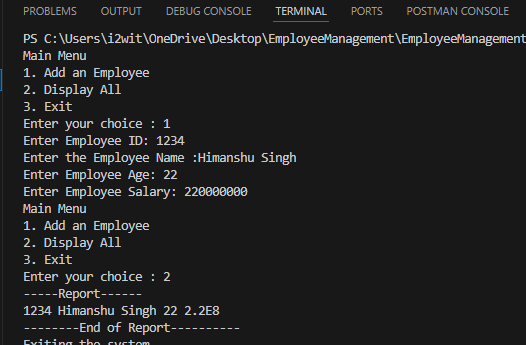 PROBLEMS OUTPUT DEBUG CONSOLE TERMINAL PORTS POSTMAN CONSOLE
PS C:\Users\i2wit\OneDrive\Desktop\EmployeeManagement\EmployeeManagement
Main Menu
1. Add an Employee
2. Display All
3. Exit
Enter your choice : 1
Enter Employee ID: 1234
Enter the Employee Name :Himanshu Singh
Enter Employee Age: 22
Enter Employee Salary: 220000000
Main Menu
1. Add an Employee
2. Display All
3. Exit
Enter your choice : 2
-----Report------
1234 Himanshu Singh 22 2.2E8
--------End of Report----------
Exiting the system